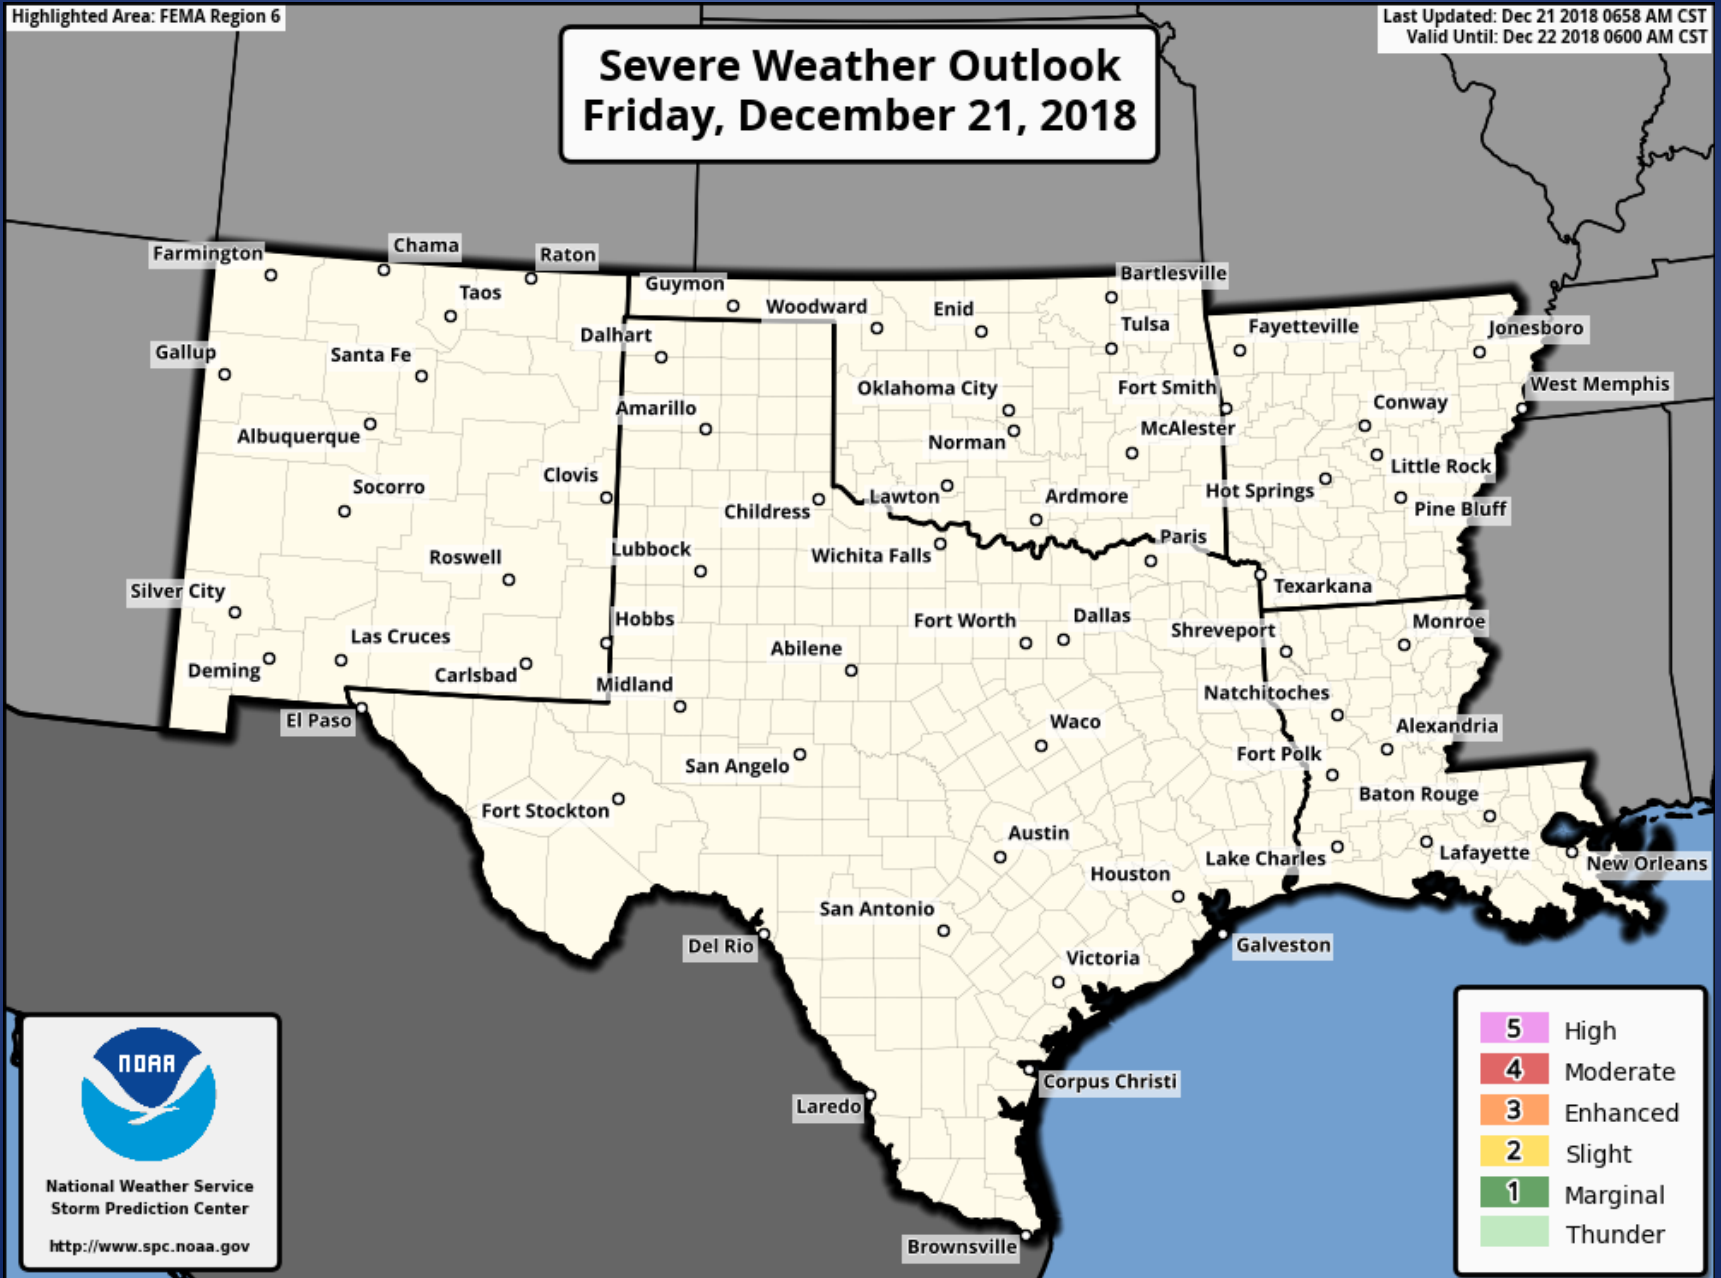 Highlighted Area: FEMA Region 6
Last Updated: Dec 21 2018 0658 AM CST
Valid Until: Dec 22 2018 0600 AM CST
Severe Weather Outlook
Friday, December 21, 2018
Farmington
Chama
Raton
Taos
Guymon
Woodward
Enid
Bartlesville
Tulsa
Fayetteville
Jonesboro
Gallup
Santa Fe
Dalhart
Oklahoma City
Fort Smith
West Memphis
Conway
Albuquerque
Amarillo
Norman
McAlester
Little Rock
Socorro
Clovis
Childress
Lawton
Ardmore
Hot Springs
Pine Bluff
Roswell
Lubbock
Wichita Falls
Paris
Texarkana
Silver City
Las Cruces
Hobbs
Fort Worth
Dallas
Shreveport
Monroe
Deming
Carlsbad
Midland
Abilene
Natchitoches
El Paso
Waco
Alexandria
San Angelo
Fort Polk
Fort Stockton
Baton Rouge
Austin
Lake Charles
Lafayette
New Orleans
Houston
San Antonio
Del Rio
Galveston
Victoria
Corpus Christi
Laredo
Brownsville
NOAA
National Weather Service
Storm Prediction Center
http://www.spc.noaa.gov
5 High
4 Moderate
3 Enhanced
2 Slight
1 Marginal
Thunder